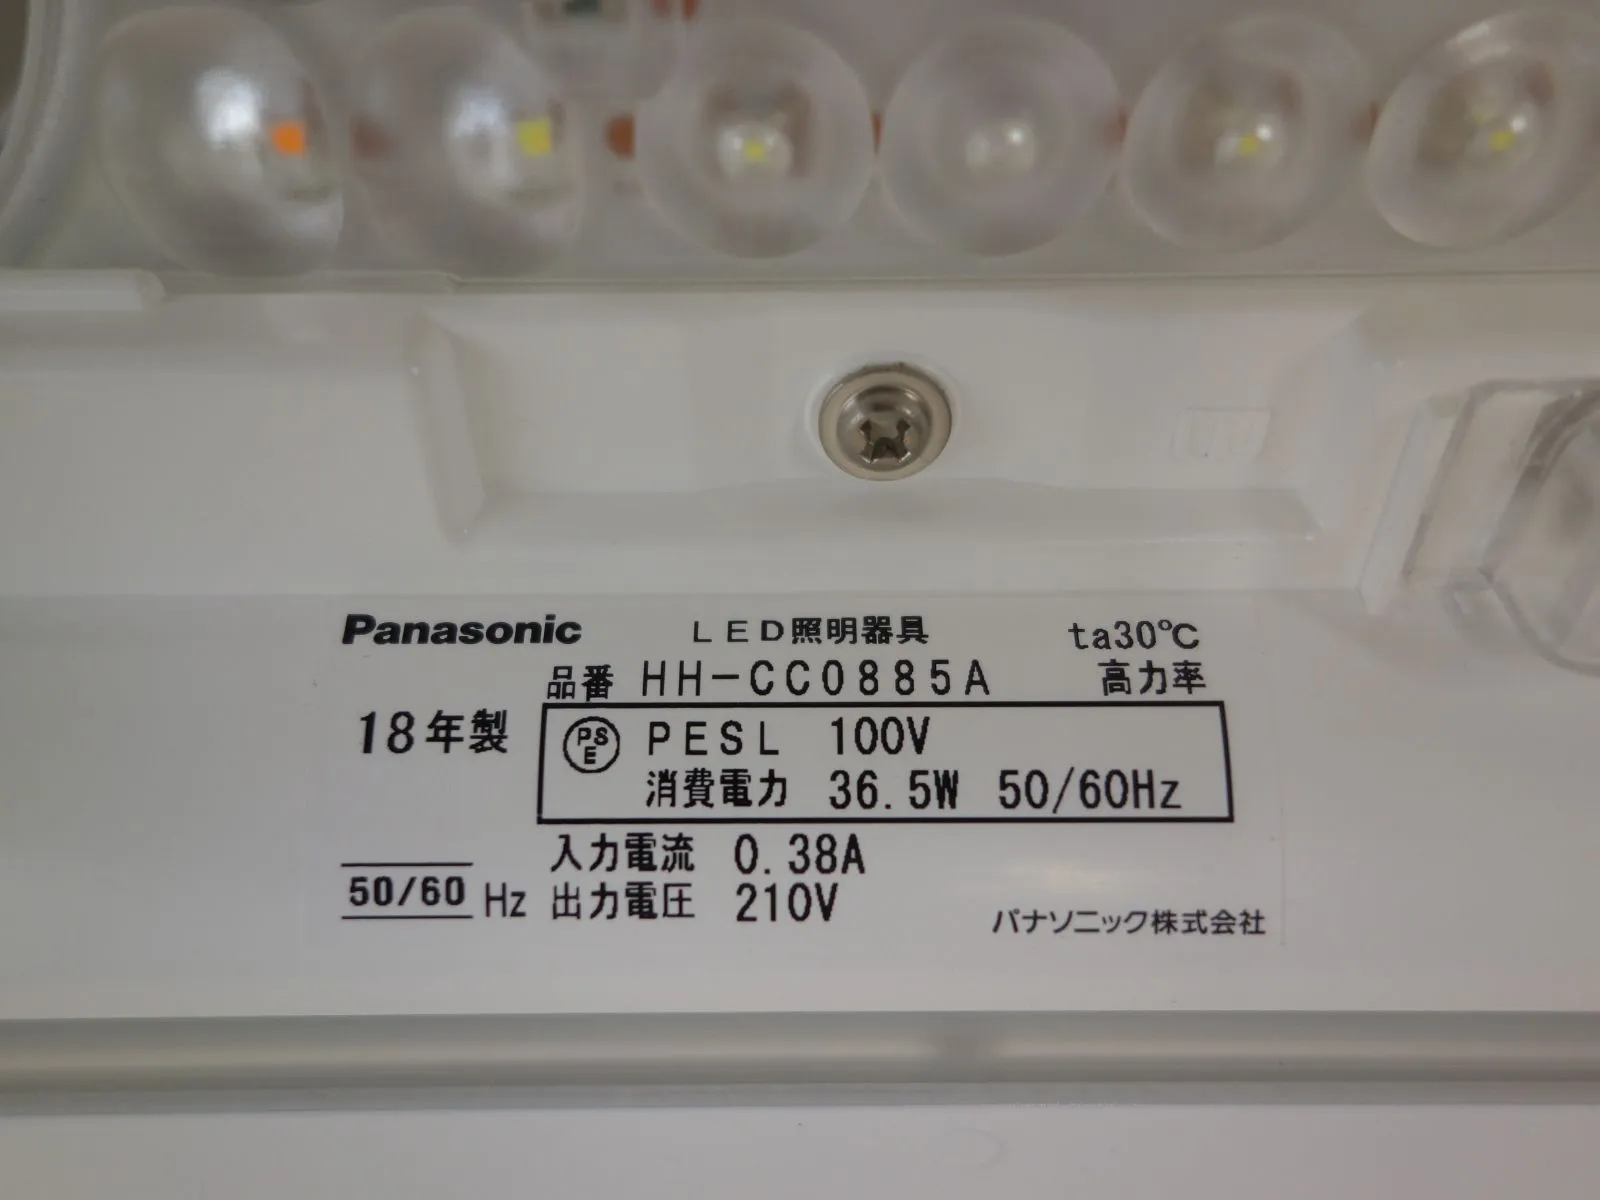 Panasonic LED照明器具 ta30℃
品番 HH-CC0885A 高力率
18年製
PSE PESL 100V
消費電力 36.5W 50/60Hz
入力電流 0.38A
50/60 Hz 出力電圧 210V
パナソニック株式会社